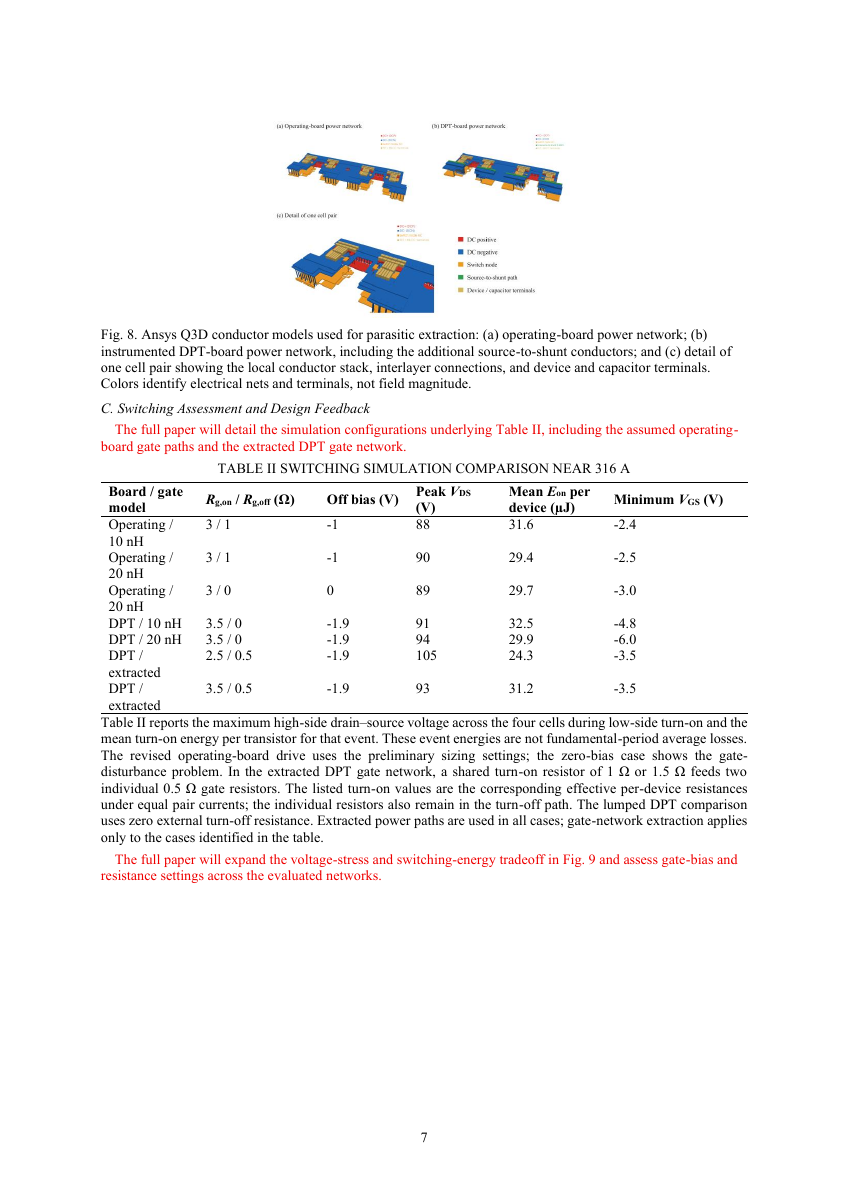 (a) Operating-board power network
(b) DPT-board power network
(c) Detail of one cell pair
DC positive
DC negative
Switch node
Source-to-shunt path
Device / capacitor terminals
Fig. 8. Ansys Q3D conductor models used for parasitic extraction: (a) operating-board power network; (b)
instrumented DPT-board power network, including the additional source-to-shunt conductors; and (c) detail of
one cell pair showing the local conductor stack, interlayer connections, and device and capacitor terminals.
Colors identify electrical nets and terminals, not field magnitude.
C. Switching Assessment and Design Feedback
The full paper will detail the simulation configurations underlying Table II, including the assumed operating-
board gate paths and the extracted DPT gate network.
TABLE II SWITCHING SIMULATION COMPARISON NEAR 316 A
Board / gate model Rg,on / Rg,off (Ω) Off bias (V) Peak VDS (V) Mean Eon per device (μJ) Minimum VGS (V)
Operating / 10 nH 3 / 1 -1 88 31.6 -2.4
Operating / 20 nH 3 / 1 -1 90 29.4 -2.5
Operating / 20 nH 3 / 0 0 89 29.7 -3.0
DPT / 10 nH 3.5 / 0 -1.9 91 32.5 -4.8
DPT / 20 nH 3.5 / 0 -1.9 94 29.9 -6.0
DPT / extracted 2.5 / 0.5 -1.9 105 24.3 -3.5
DPT / extracted 3.5 / 0.5 -1.9 93 31.2 -3.5
Table II reports the maximum high-side drain–source voltage across the four cells during low-side turn-on and the
mean turn-on energy per transistor for that event. These event energies are not fundamental-period average losses.
The revised operating-board drive uses the preliminary sizing settings; the zero-bias case shows the gate-
disturbance problem. In the extracted DPT gate network, a shared turn-on resistor of 1 Ω or 1.5 Ω feeds two
individual 0.5 Ω gate resistors. The listed turn-on values are the corresponding effective per-device resistances
under equal pair currents; the individual resistors also remain in the turn-off path. The lumped DPT comparison
uses zero external turn-off resistance. Extracted power paths are used in all cases; gate-network extraction applies
only to the cases identified in the table.
The full paper will expand the voltage-stress and switching-energy tradeoff in Fig. 9 and assess gate-bias and
resistance settings across the evaluated networks.
7